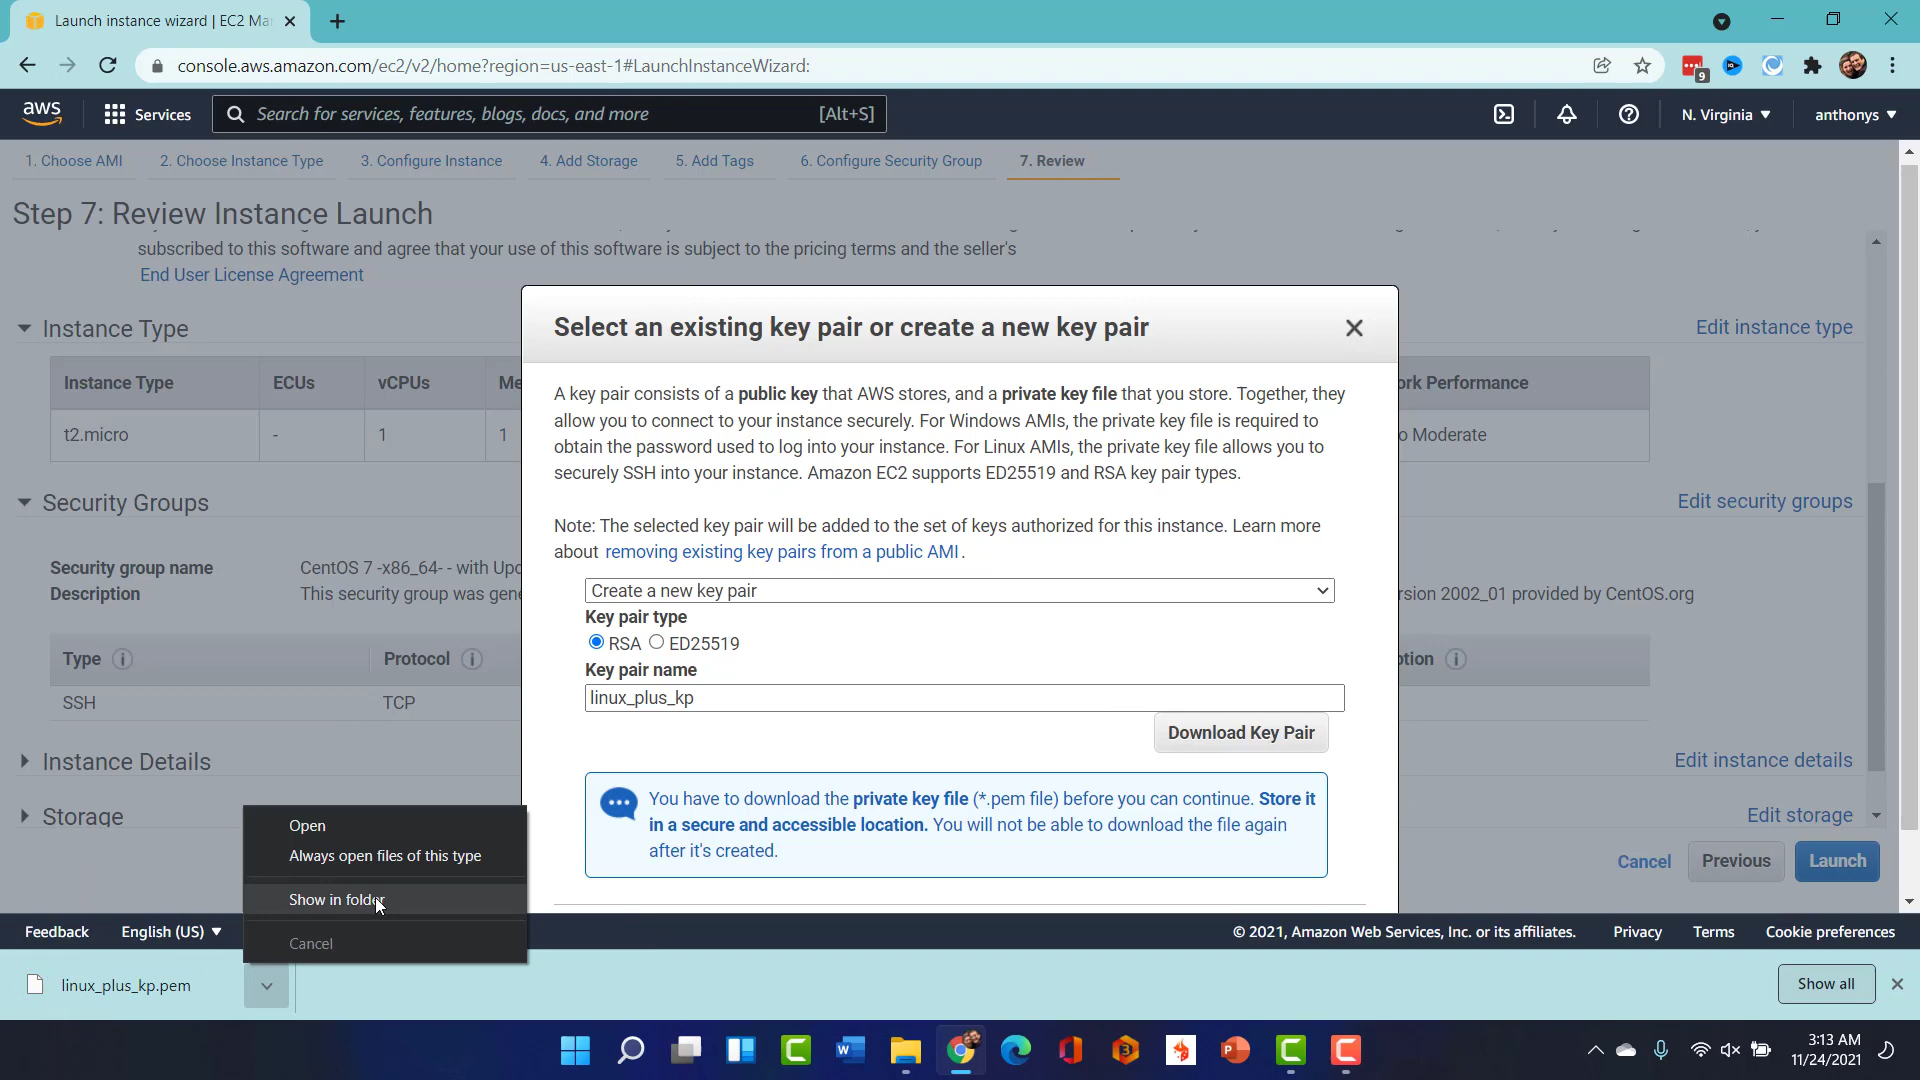 Launch instance wizard | EC2 Ma
console.aws.amazon.com/ec2/v2/home?region=us-east-1#LaunchInstanceWizard:
9
aws
Services
Search for services, features, blogs, docs, and more
[Alt+S]
N. Virginia
anthonys
1. Choose AMI
2. Choose Instance Type
3. Configure Instance
4. Add Storage
5. Add Tags
6. Configure Security Group
7. Review
Step 7: Review Instance Launch
subscribed to this software and agree that your use of this software is subject to the pricing terms and the seller's
End User License Agreement
Instance Type
Edit instance type
Instance Type
ECUs
vCPUs
Me
ork Performance
t2.micro
-
1
1
o Moderate
Security Groups
Edit security groups
Security group name
CentOS 7 -x86_64- - with Upd
Description
This security group was gene
rsion 2002_01 provided by CentOS.org
Type
Protocol
ption
SSH
TCP
Instance Details
Edit instance details
Storage
Edit storage
Cancel
Previous
Launch
Select an existing key pair or create a new key pair
A key pair consists of a public key that AWS stores, and a private key file that you store. Together, they
allow you to connect to your instance securely. For Windows AMIs, the private key file is required to
obtain the password used to log into your instance. For Linux AMIs, the private key file allows you to
securely SSH into your instance. Amazon EC2 supports ED25519 and RSA key pair types.
Note: The selected key pair will be added to the set of keys authorized for this instance. Learn more
about removing existing key pairs from a public AMI.
Create a new key pair
Key pair type
RSA
ED25519
Key pair name
linux_plus_kp
Download Key Pair
You have to download the private key file (*.pem file) before you can continue. Store it
in a secure and accessible location. You will not be able to download the file again
after it's created.
Open
Always open files of this type
Show in folder
Cancel
Feedback
English (US)
© 2021, Amazon Web Services, Inc. or its affiliates.
Privacy
Terms
Cookie preferences
linux_plus_kp.pem
Show all
3:13 AM
11/24/2021